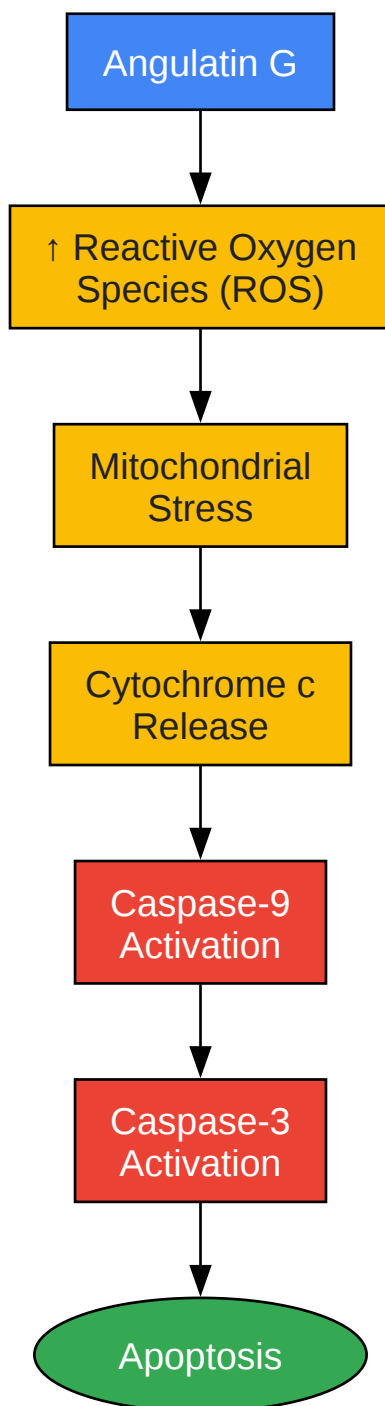 Angulatin G
↑ Reactive Oxygen
Species (ROS)
Mitochondrial
Stress
Cytochrome c
Release
Caspase-9
Activation
Caspase-3
Activation
Apoptosis